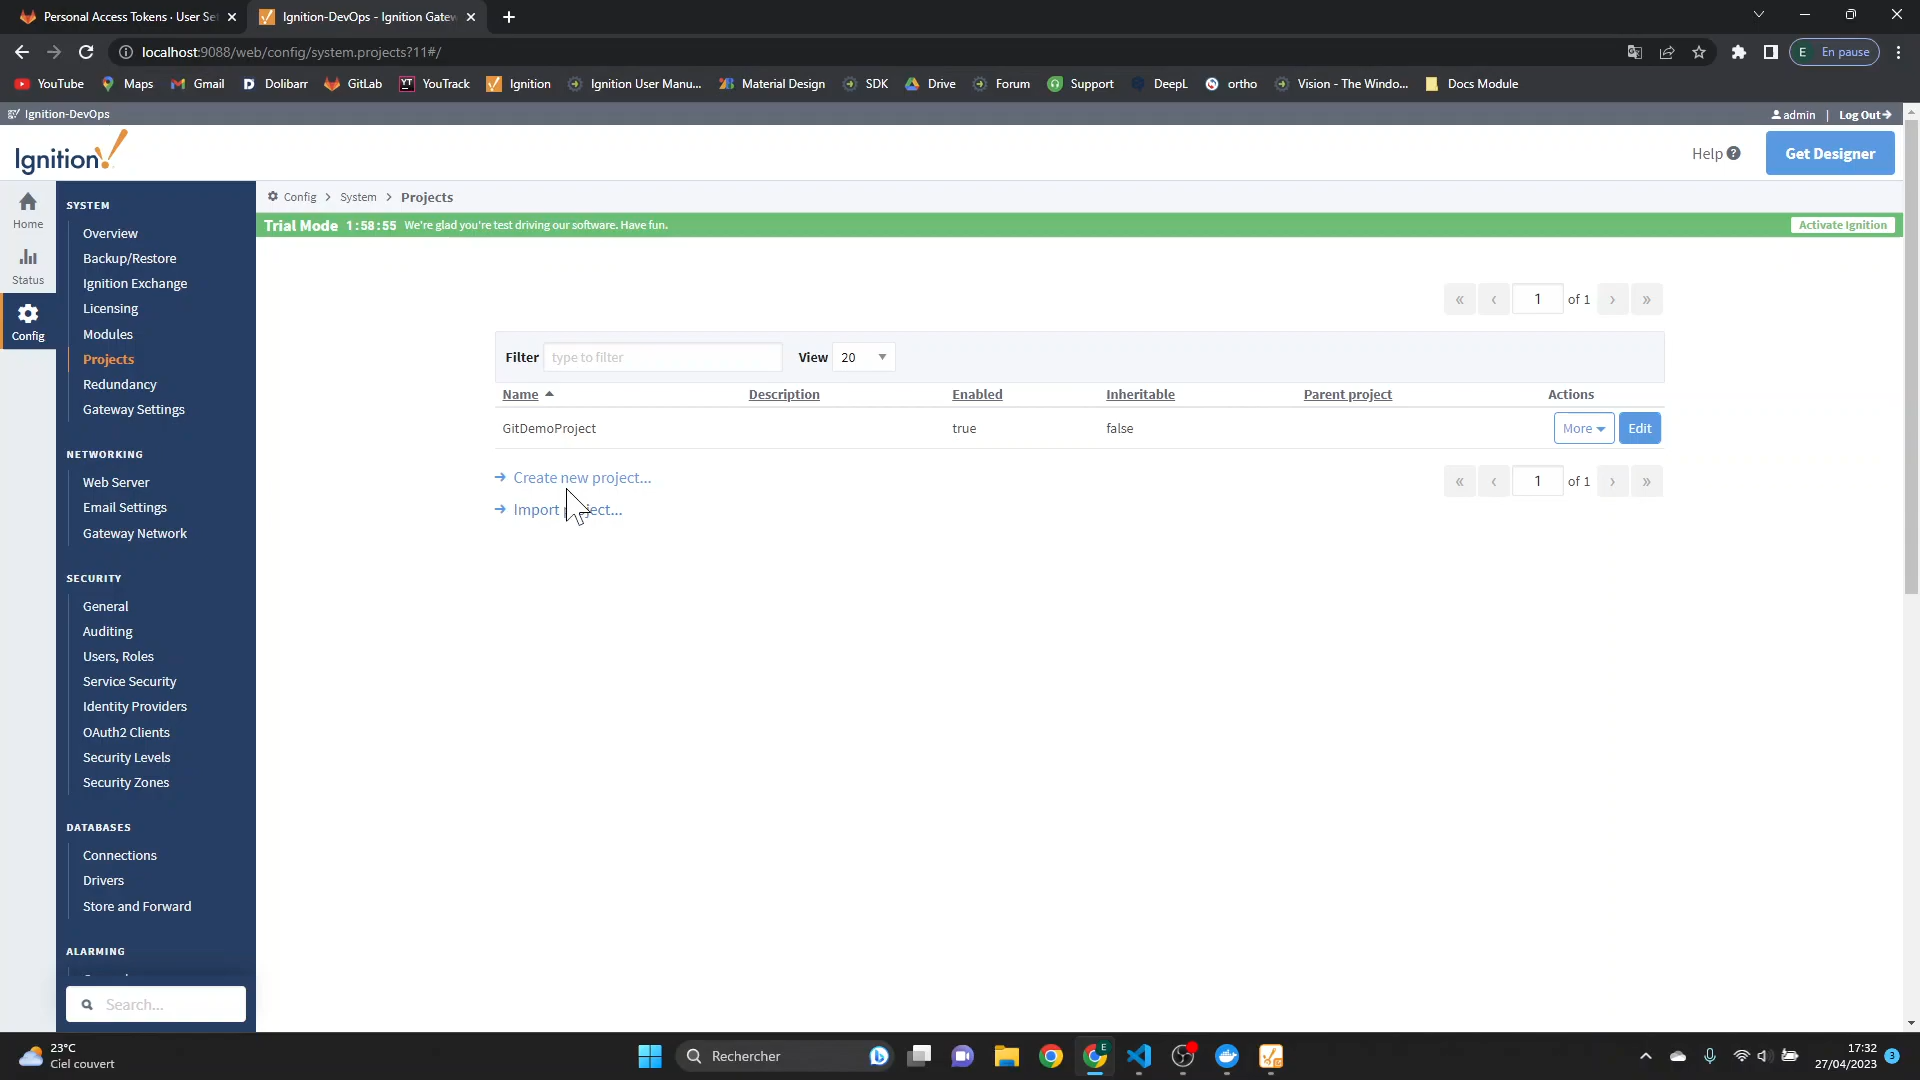 Personal Access Tokens · User Se
Ignition-DevOps - Ignition Gatew
localhost:9088/web/config/system.projects?11#/
E En pause
YouTube Maps Gmail Dolibarr GitLab YouTrack Ignition Ignition User Manu... Material Design SDK Drive Forum Support DeepL ortho Vision - The Windo... Docs Module
Ignition-DevOps
admin | Log Out
Ignition!
Help
Get Designer
Home
Status
Config
SYSTEM
Overview
Backup/Restore
Ignition Exchange
Licensing
Modules
Projects
Redundancy
Gateway Settings
NETWORKING
Web Server
Email Settings
Gateway Network
SECURITY
General
Auditing
Users, Roles
Service Security
Identity Providers
OAuth2 Clients
Security Levels
Security Zones
DATABASES
Connections
Drivers
Store and Forward
ALARMING
Search...
Config > System > Projects
Trial Mode 1:58:55 We're glad you're test driving our software. Have fun.
Activate Ignition
« ‹ 1 of 1 › »
Filter type to filter View 20
Name Description Enabled Inheritable Parent project Actions
GitDemoProject true false More Edit
Create new project...
« ‹ 1 of 1 › »
Import
23°C
Ciel couvert
Rechercher
17:32
27/04/2023
3